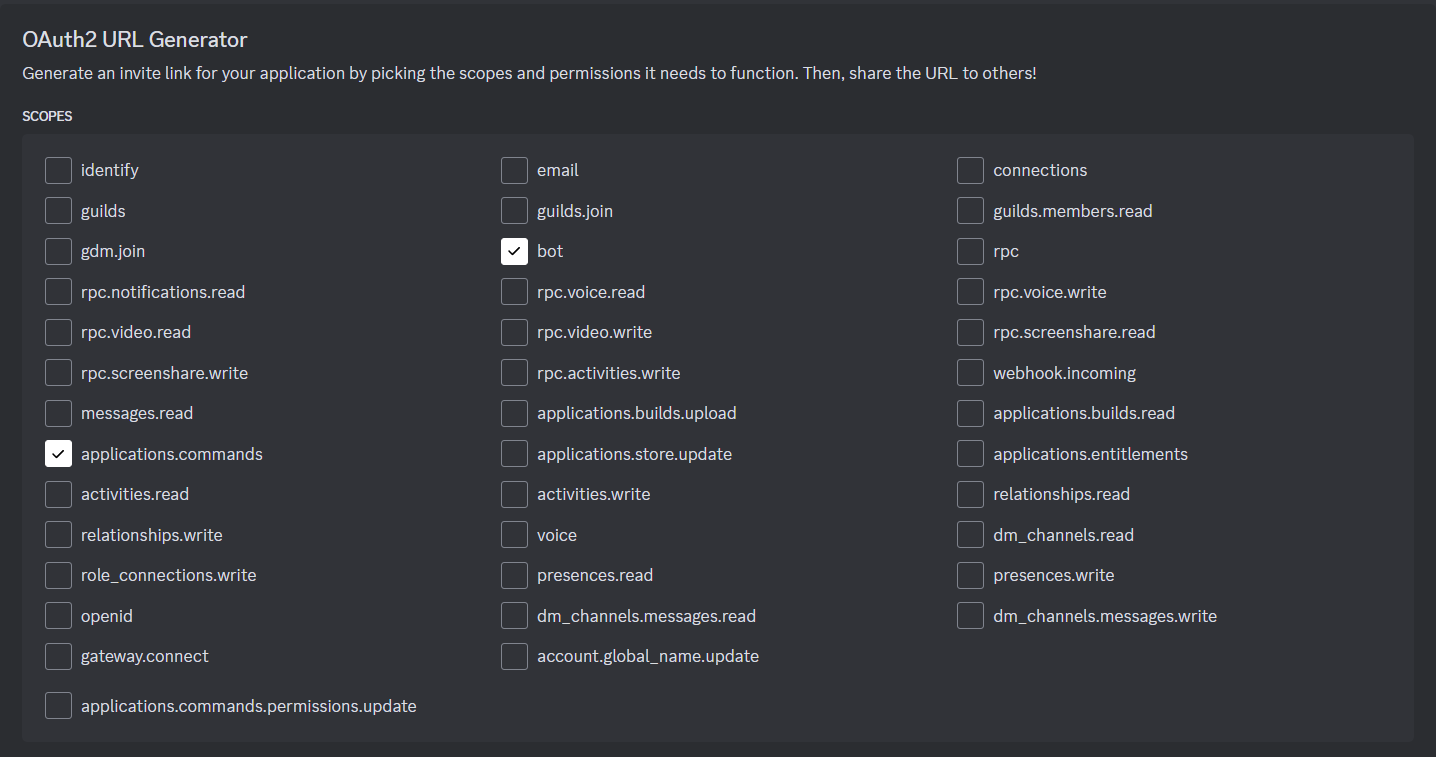 OAuth2 URL Generator
Generate an invite link for your application by picking the scopes and permissions it needs to function. Then, share the URL to others!
SCOPES
identify email connections
guilds guilds.join guilds.members.read
gdm.join bot rpc
rpc.notifications.read rpc.voice.read rpc.voice.write
rpc.video.read rpc.video.write rpc.screenshare.read
rpc.screenshare.write rpc.activities.write webhook.incoming
messages.read applications.builds.upload applications.builds.read
applications.commands applications.store.update applications.entitlements
activities.read activities.write relationships.read
relationships.write voice dm_channels.read
role_connections.write presences.read presences.write
openid dm_channels.messages.read dm_channels.messages.write
gateway.connect account.global_name.update
applications.commands.permissions.update